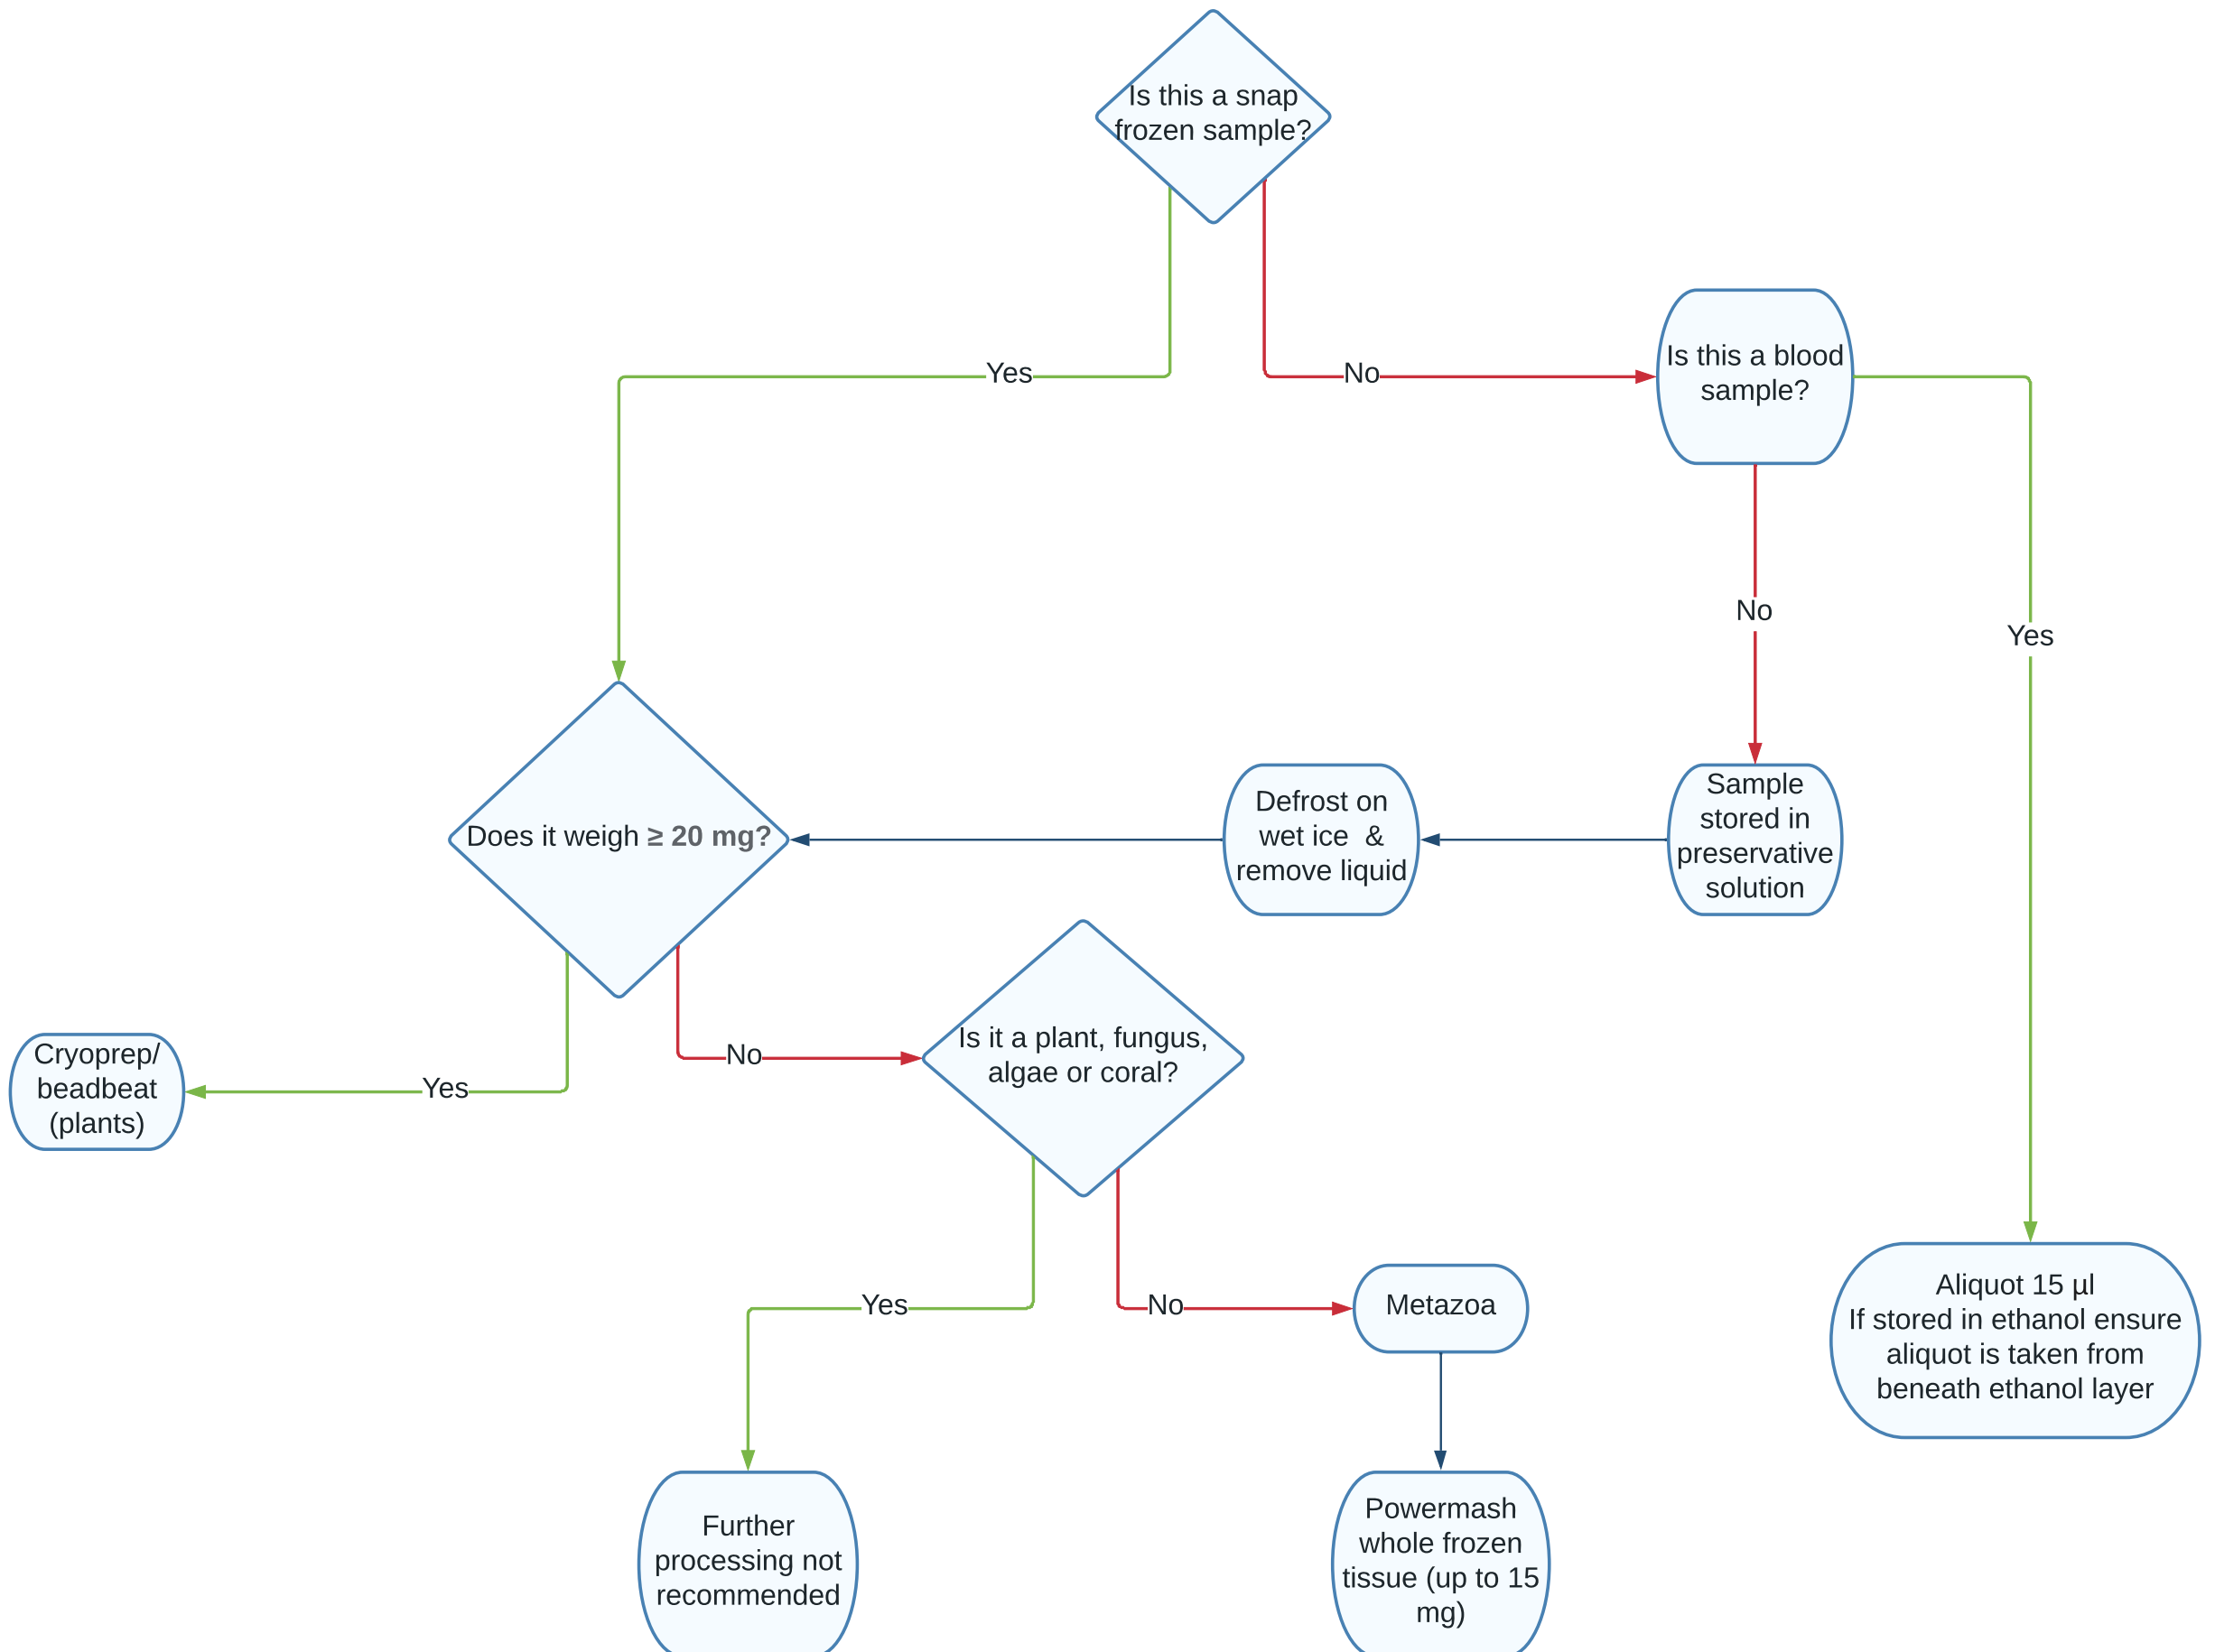 Is this a snap
frozen sample?
Yes
No
Is this a blood
sample?
No
Yes
Does it weigh ≥ 20 mg?
Defrost on
wet ice  &
remove liquid
Sample
stored in
preservative
solution
Cryoprep/
beadbeat
(plants)
Yes
No
Is it a plant, fungus,
algae or coral?
Yes
No
Metazoa
Aliquot 15 µl
If stored in ethanol ensure
aliquot is taken from
beneath ethanol layer
Further
processing not
recommended
Powermash
whole frozen
tissue (up to 15
mg)